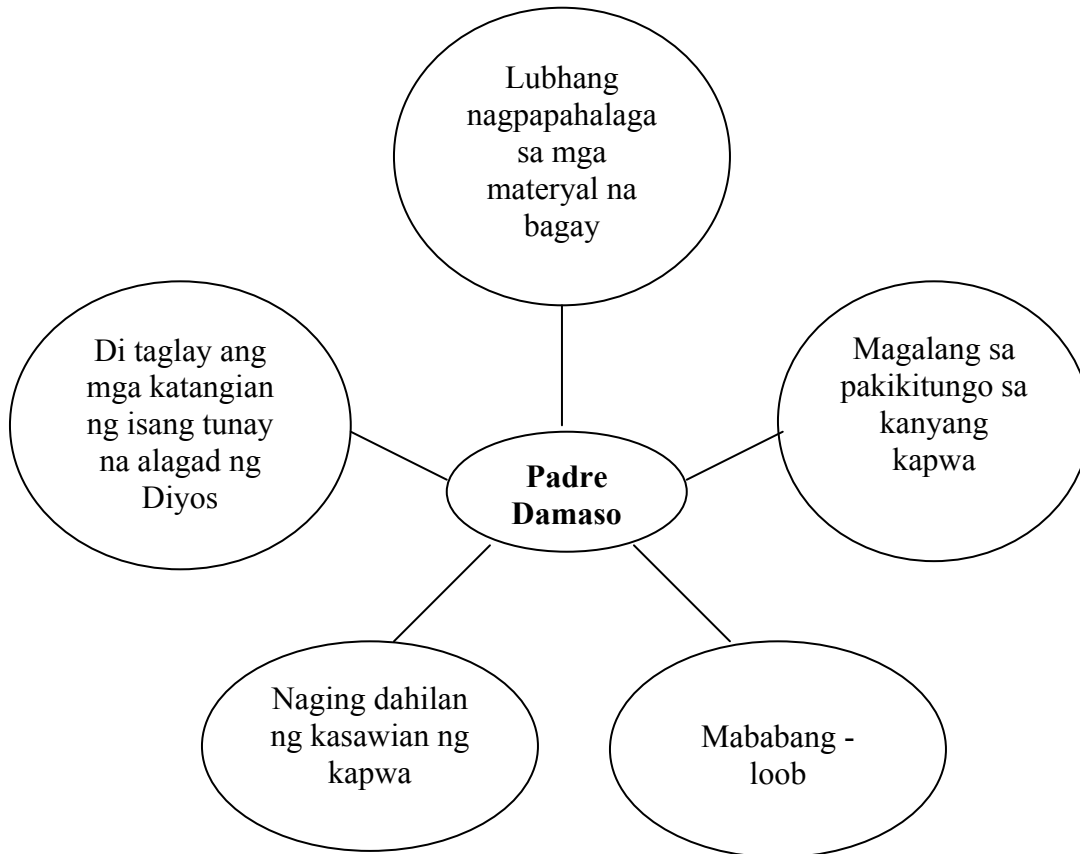 Lubhang
nagpapahalaga
sa mga
materyal na
bagay
Di taglay ang
mga katangian
ng isang tunay
na alagad ng
Diyos
Magalang sa
pakikitungo sa
kanyang
kapwa
Padre
Damaso
Naging dahilan
ng kasawian ng
kapwa
Mababang -
loob